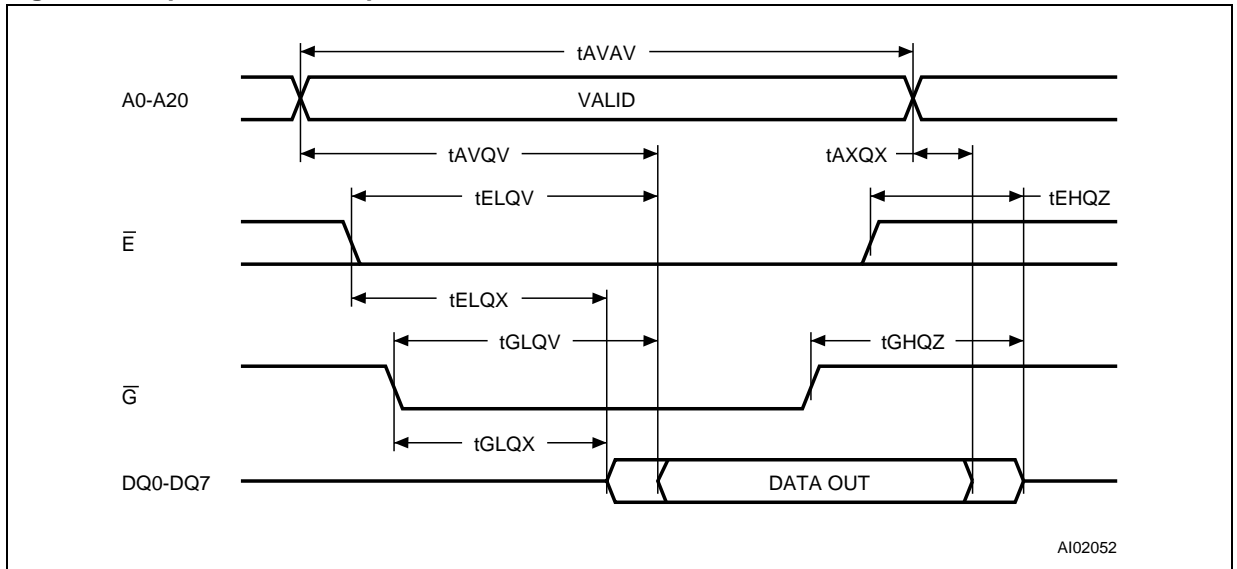 tAVAV
A0-A20
VALID
tAVQV
tAXQX
tELQV
tEHQZ
E̅
tELQX
tGLQV
tGHQZ
G̅
tGLQX
DQ0-DQ7
DATA OUT
AI02052